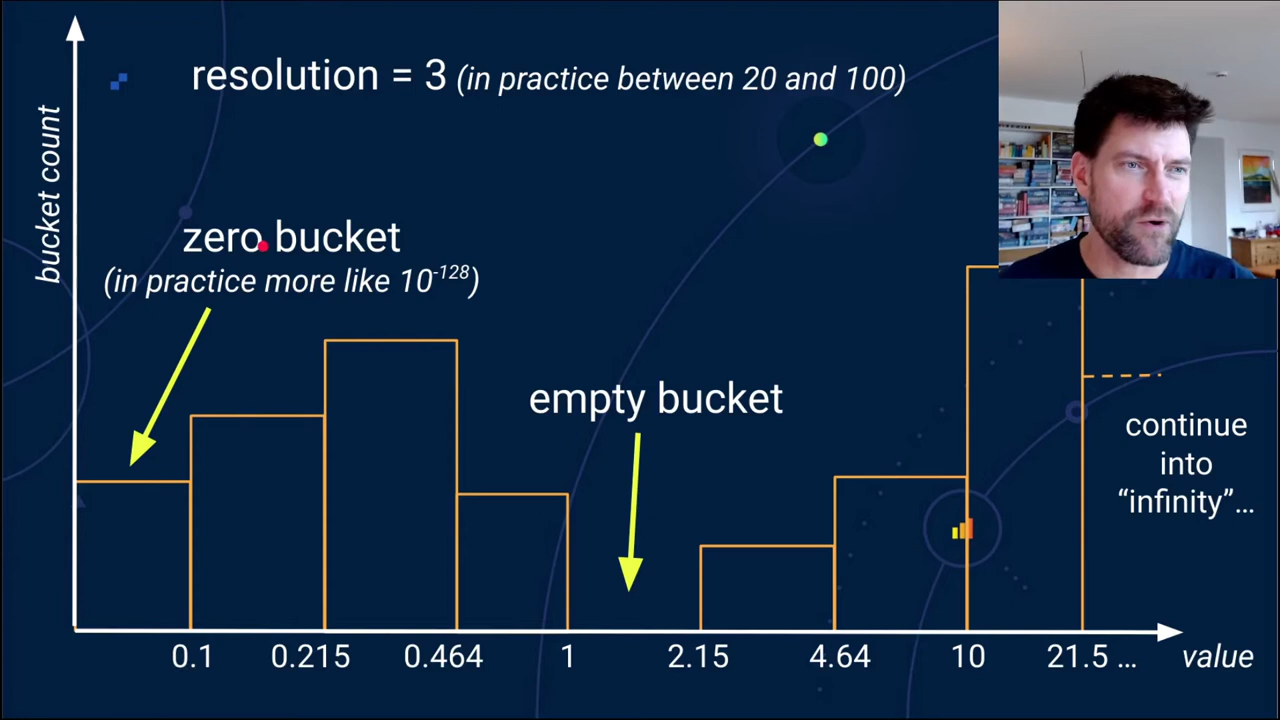 resolution = 3 (in practice between 20 and 100)
bucket count
zero bucket
(in practice more like 10⁻¹²⁸)
empty bucket
continue
into
“infinity”...
0.1 0.215 0.464 1 2.15 4.64 10 21.5 ... value